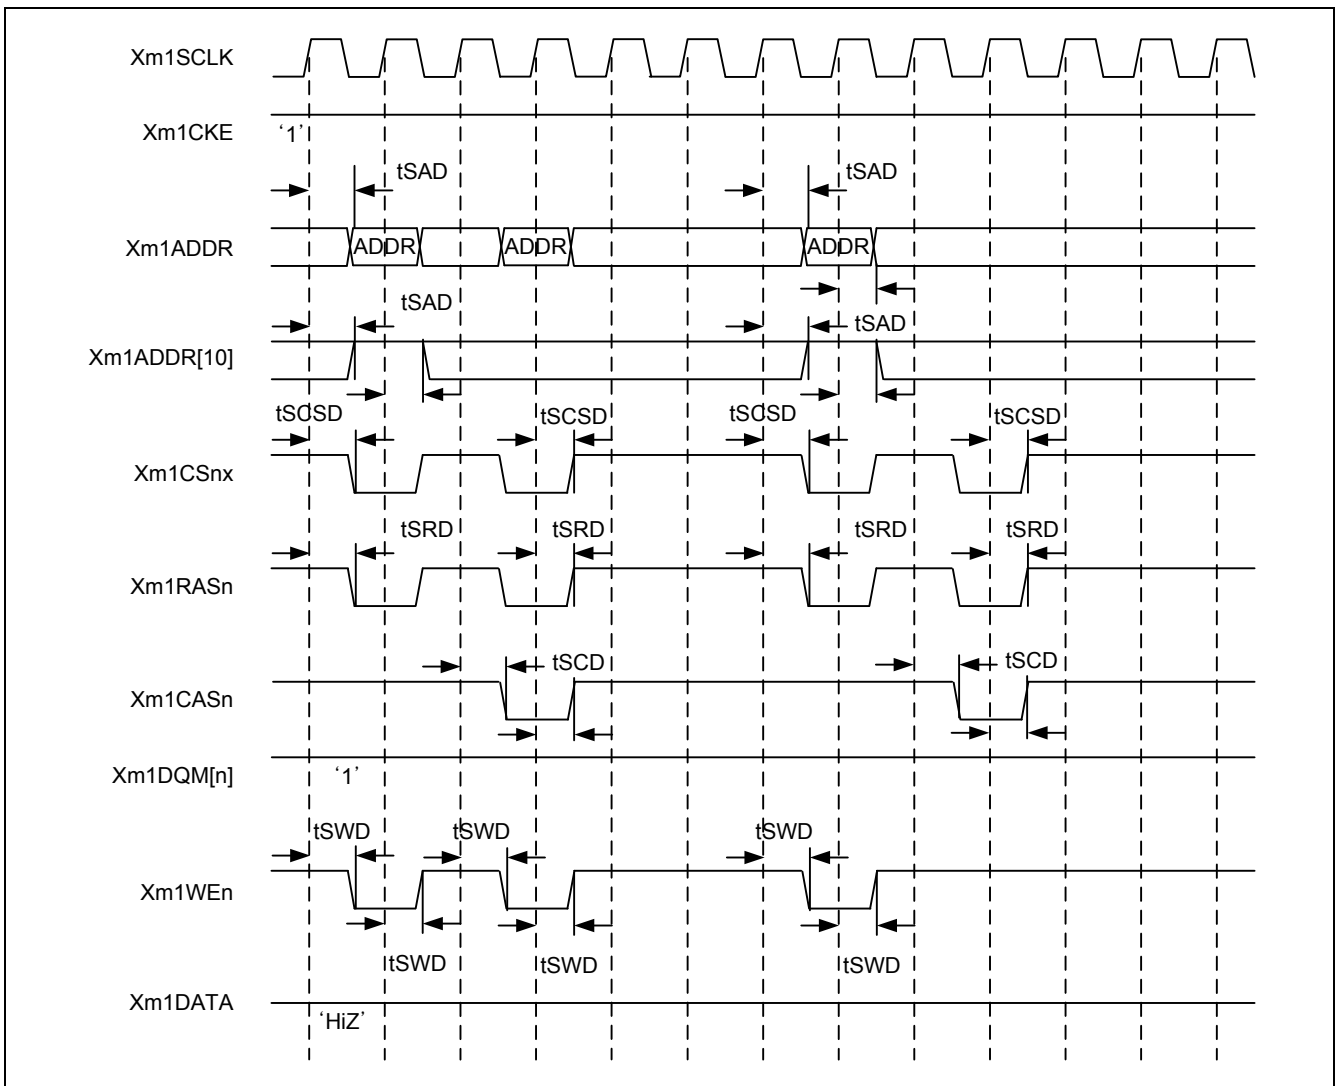 Xm1SCLK
Xm1CKE
‘1’
tSAD
tSAD
Xm1ADDR
ADDR
ADDR
ADDR
tSAD
tSAD
Xm1ADDR[10]
tSCSD
tSCSD
tSCSD
tSCSD
Xm1CSnx
tSRD
tSRD
tSRD
tSRD
Xm1RASn
tSCD
tSCD
Xm1CASn
Xm1DQM[n]
‘1’
tSWD
tSWD
tSWD
Xm1WEn
tSWD
tSWD
tSWD
Xm1DATA
‘HiZ’